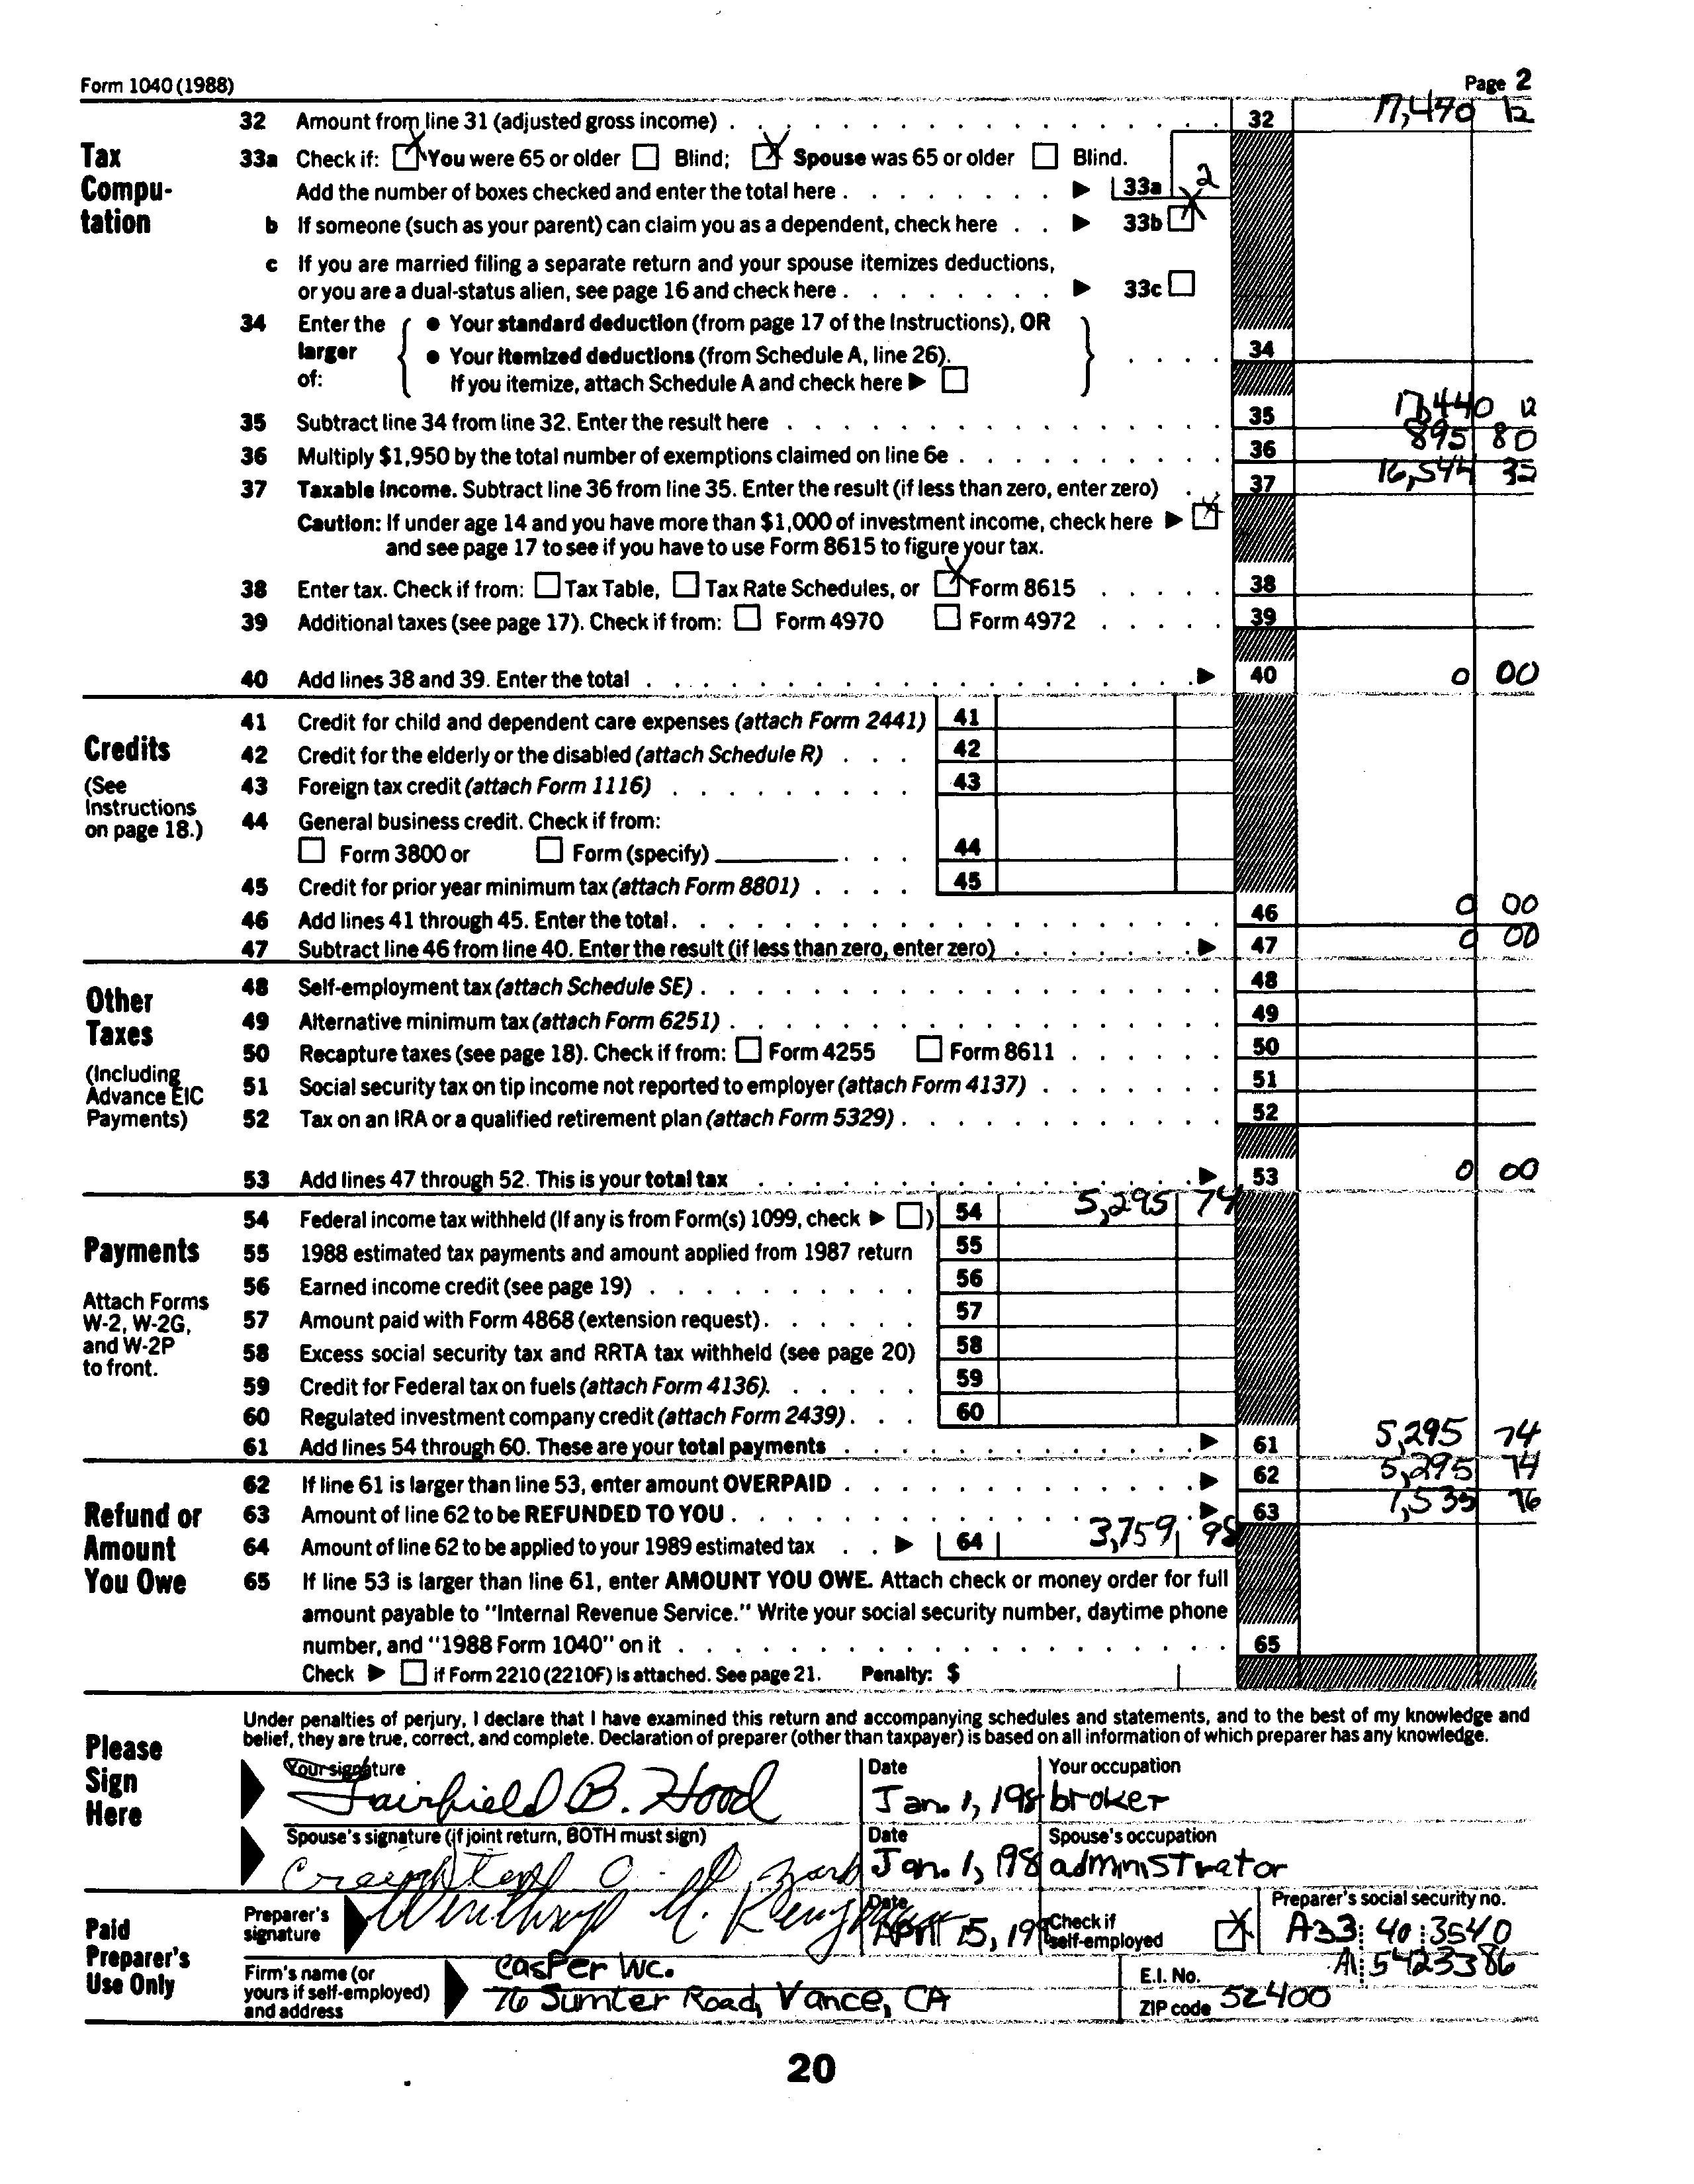 Form 1040 (1988) Page 2
Tax Computation
32 Amount from line 31 (adjusted gross income) 32 17,470 12
33a Check if: X You were 65 or older Blind; X Spouse was 65 or older Blind.
Add the number of boxes checked and enter the total here 33a 2
b If someone (such as your parent) can claim you as a dependent, check here 33b X
c If you are married filing a separate return and your spouse itemizes deductions,
or you are a dual-status alien, see page 16 and check here 33c
34 Enter the larger of: • Your standard deduction (from page 17 of the Instructions), OR
• Your itemized deductions (from Schedule A, line 26). 34
If you itemize, attach Schedule A and check here
35 Subtract line 34 from line 32. Enter the result here 35 17,440 12
36 Multiply $1,950 by the total number of exemptions claimed on line 6e 36 895 80
37 Taxable income. Subtract line 36 from line 35. Enter the result (if less than zero, enter zero) 37 16,544 32
Caution: If under age 14 and you have more than $1,000 of investment income, check here X
and see page 17 to see if you have to use Form 8615 to figure your tax.
38 Enter tax. Check if from: Tax Table, Tax Rate Schedules, or X Form 8615 38
39 Additional taxes (see page 17). Check if from: Form 4970 Form 4972 39
40 Add lines 38 and 39. Enter the total 40 0 00
Credits
(See Instructions on page 18.)
41 Credit for child and dependent care expenses (attach Form 2441) 41
42 Credit for the elderly or the disabled (attach Schedule R) 42
43 Foreign tax credit (attach Form 1116) 43
44 General business credit. Check if from:
Form 3800 or Form (specify) 44
45 Credit for prior year minimum tax (attach Form 8801) 45
46 Add lines 41 through 45. Enter the total 46 0 00
47 Subtract line 46 from line 40. Enter the result (if less than zero, enter zero) 47 0 00
Other Taxes
(Including Advance EIC Payments)
48 Self-employment tax (attach Schedule SE) 48
49 Alternative minimum tax (attach Form 6251) 49
50 Recapture taxes (see page 18). Check if from: Form 4255 Form 8611 50
51 Social security tax on tip income not reported to employer (attach Form 4137) 51
52 Tax on an IRA or a qualified retirement plan (attach Form 5329) 52
53 Add lines 47 through 52. This is your total tax 53 0 00
Payments
Attach Forms W-2, W-2G, and W-2P to front.
54 Federal income tax withheld (If any is from Form(s) 1099, check ) 54 5,295 74
55 1988 estimated tax payments and amount applied from 1987 return 55
56 Earned income credit (see page 19) 56
57 Amount paid with Form 4868 (extension request) 57
58 Excess social security tax and RRTA tax withheld (see page 20) 58
59 Credit for Federal tax on fuels (attach Form 4136). 59
60 Regulated investment company credit (attach Form 2439) 60
61 Add lines 54 through 60. These are your total payments 61 5,295 74
Refund or Amount You Owe
62 If line 61 is larger than line 53, enter amount OVERPAID 62 5,295 74
63 Amount of line 62 to be REFUNDED TO YOU 63 1,535 76
64 Amount of line 62 to be applied to your 1989 estimated tax 64 3,759 98
65 If line 53 is larger than line 61, enter AMOUNT YOU OWE. Attach check or money order for full
amount payable to "Internal Revenue Service." Write your social security number, daytime phone
number, and "1988 Form 1040" on it 65
Check if Form 2210 (2210F) is attached. See page 21. Penalty: $
Please Sign Here
Under penalties of perjury, I declare that I have examined this return and accompanying schedules and statements, and to the best of my knowledge and
belief, they are true, correct, and complete. Declaration of preparer (other than taxpayer) is based on all information of which preparer has any knowledge.
Your signature Date Your occupation
Fairfield B. Hood Jan. 1, 198 broker
Spouse's signature (if joint return, BOTH must sign) Date Spouse's occupation
Jan. 1, 198 administrator
Paid Preparer's Use Only
Preparer's signature Winthrop Date April 15, 19 Check if self-employed X Preparer's social security no. A33 40 3540
Firm's name (or yours if self-employed) and address Casper WC. E.I. No. A1 5423386
76 Sumter Road, Vance, CA ZIP code 52400
20